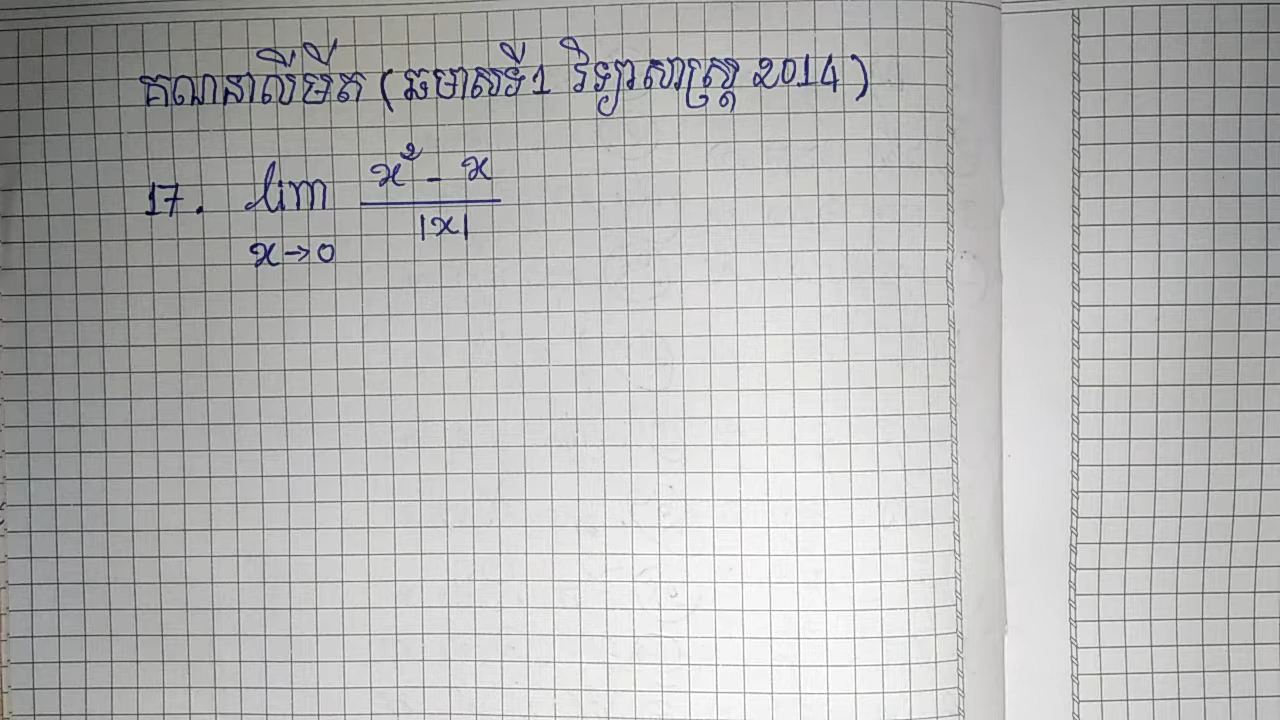 គណនាលីមីត (ឆមាសទី1 វិទ្យាសាស្ត្រ 2014)
17. lim x² - x / |x|
x→0